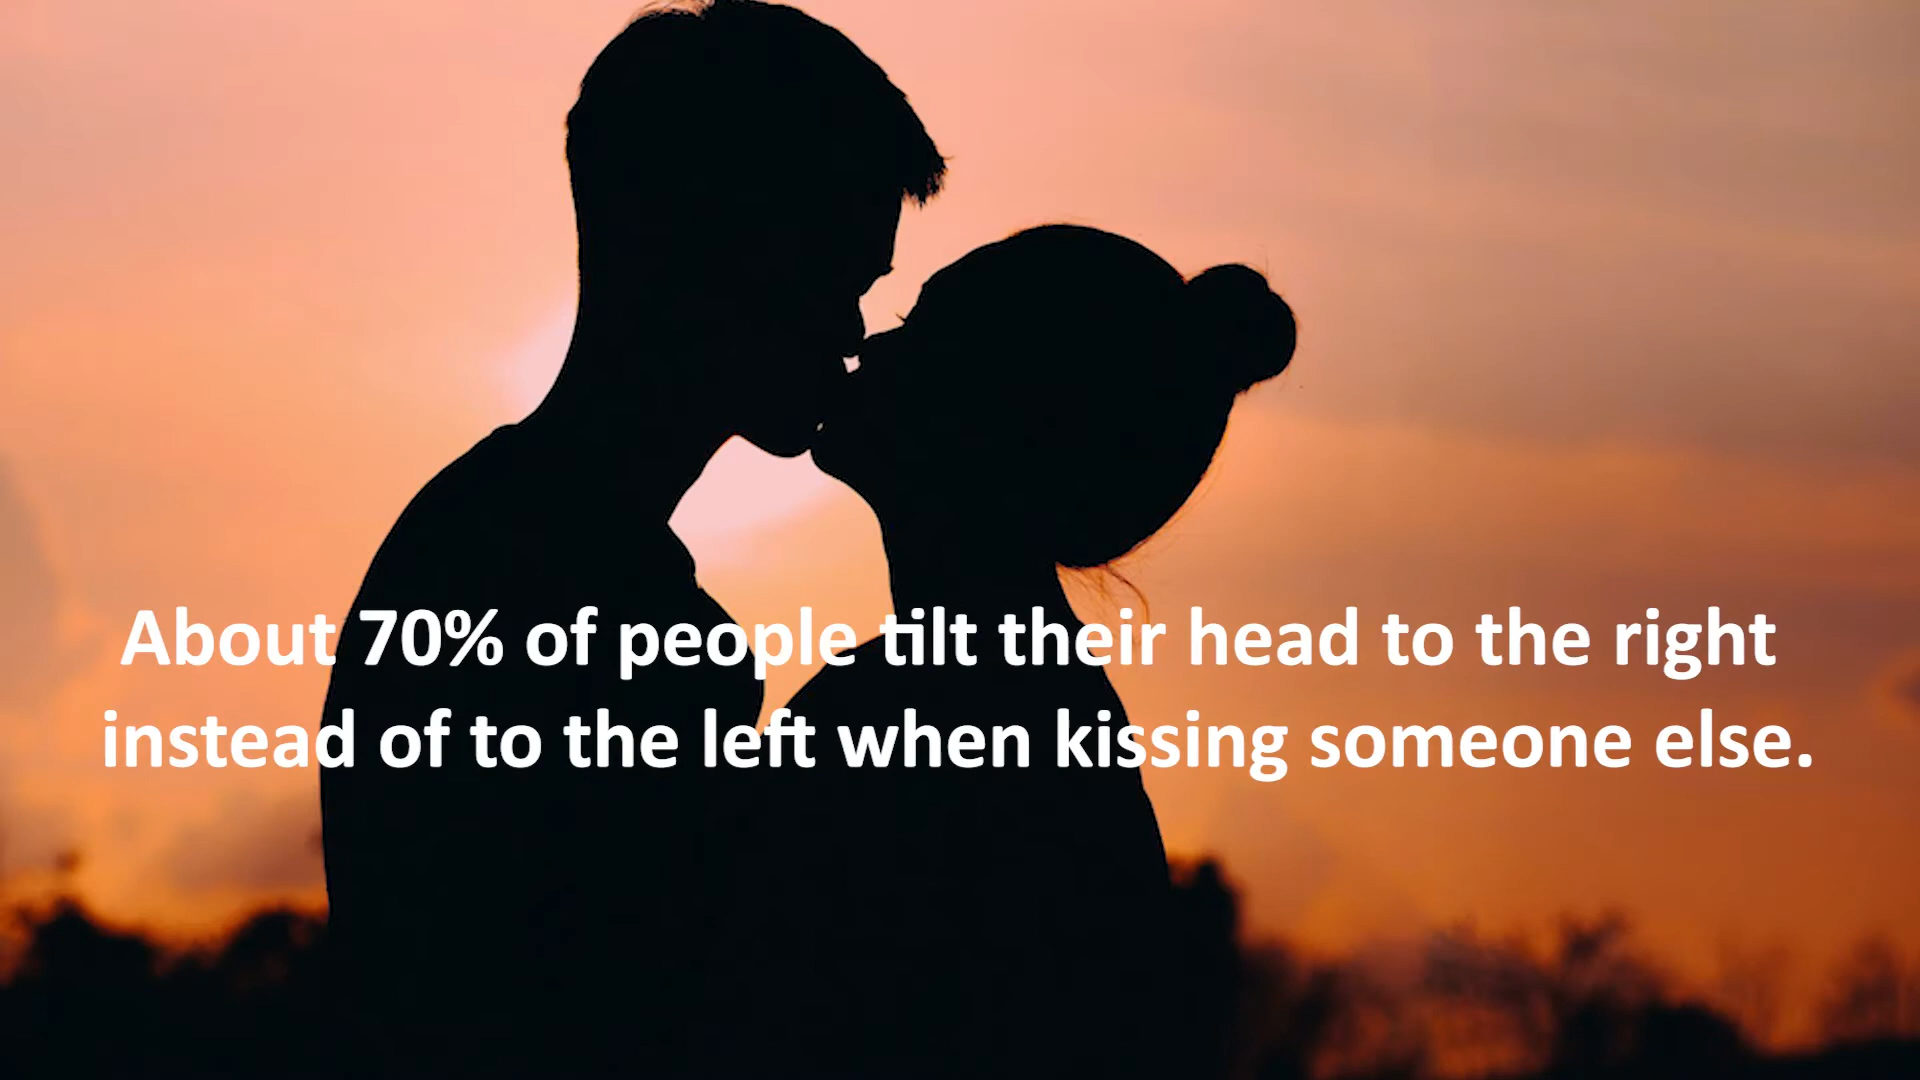 About 70% of people tilt their head to the right
instead of to the left when kissing someone else.